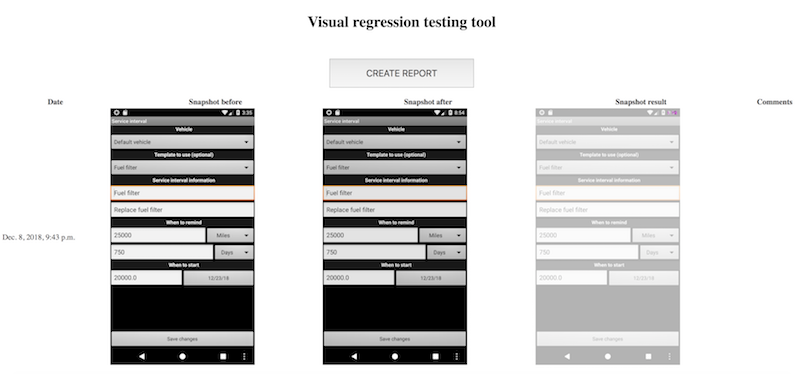 Visual regression testing tool
CREATE REPORT
Date Snapshot before Snapshot after Snapshot result Comments
Dec. 8, 2018, 9:43 p.m.
3:35
Service interval
Vehicle
Default vehicle
Template to use (optional)
Fuel filter
Service interval information
Fuel filter
Replace fuel filter
When to remind
25000 Miles
750 Days
When to start
20000.0 12/23/18
Save changes
8:54
Service interval
Vehicle
Default vehicle
Template to use (optional)
Fuel filter
Service interval information
Fuel filter
Replace fuel filter
When to remind
25000 Miles
750 Days
When to start
20000.0 12/23/18
Save changes
Service interval
Vehicle
Default vehicle
Template to use (optional)
Fuel filter
Service interval information
Fuel filter
Replace fuel filter
When to remind
25000 Miles
750 Days
When to start
20000.0 12/23/18
Save changes